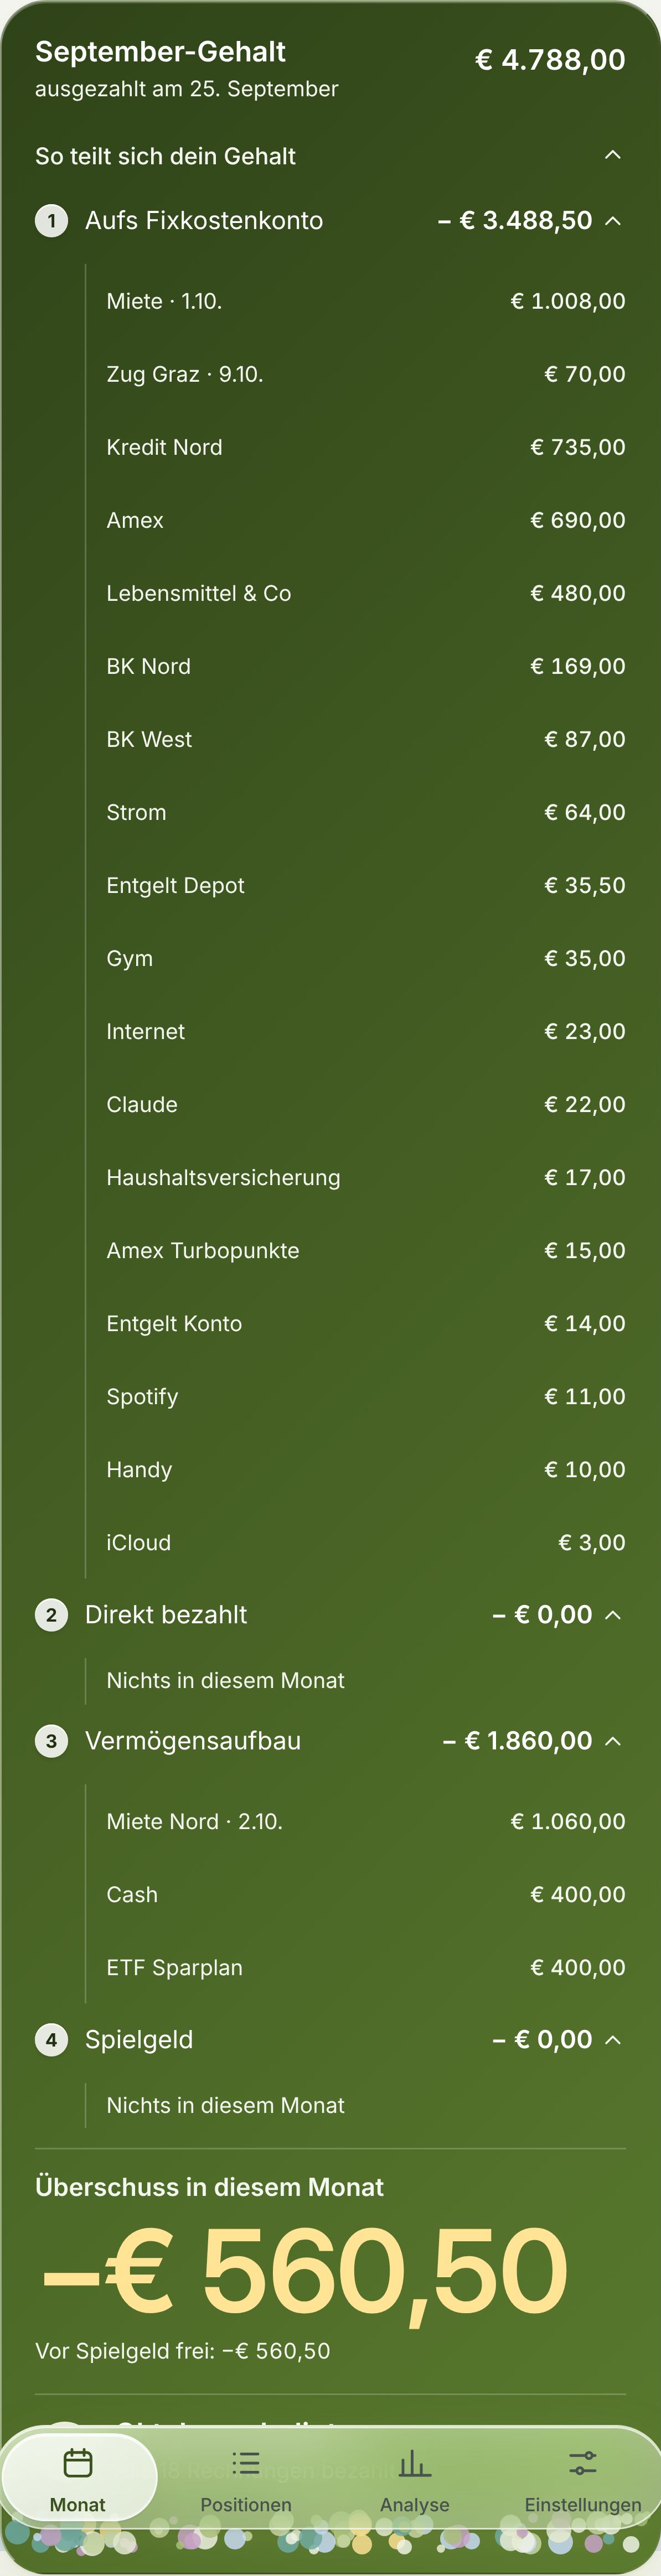 September-Gehalt
€ 4.788,00
ausgezahlt am 25. September
So teilt sich dein Gehalt
1 Aufs Fixkostenkonto – € 3.488,50
Miete · 1.10. € 1.008,00
Zug Graz · 9.10. € 70,00
Kredit Nord € 735,00
Amex € 690,00
Lebensmittel & Co € 480,00
BK Nord € 169,00
BK West € 87,00
Strom € 64,00
Entgelt Depot € 35,50
Gym € 35,00
Internet € 23,00
Claude € 22,00
Haushaltsversicherung € 17,00
Amex Turbopunkte € 15,00
Entgelt Konto € 14,00
Spotify € 11,00
Handy € 10,00
iCloud € 3,00
2 Direkt bezahlt – € 0,00
Nichts in diesem Monat
3 Vermögensaufbau – € 1.860,00
Miete Nord · 2.10. € 1.060,00
Cash € 400,00
ETF Sparplan € 400,00
4 Spielgeld – € 0,00
Nichts in diesem Monat
Überschuss in diesem Monat
–€ 560,50
Vor Spielgeld frei: –€ 560,50
Monat Positionen Analyse Einstellungen